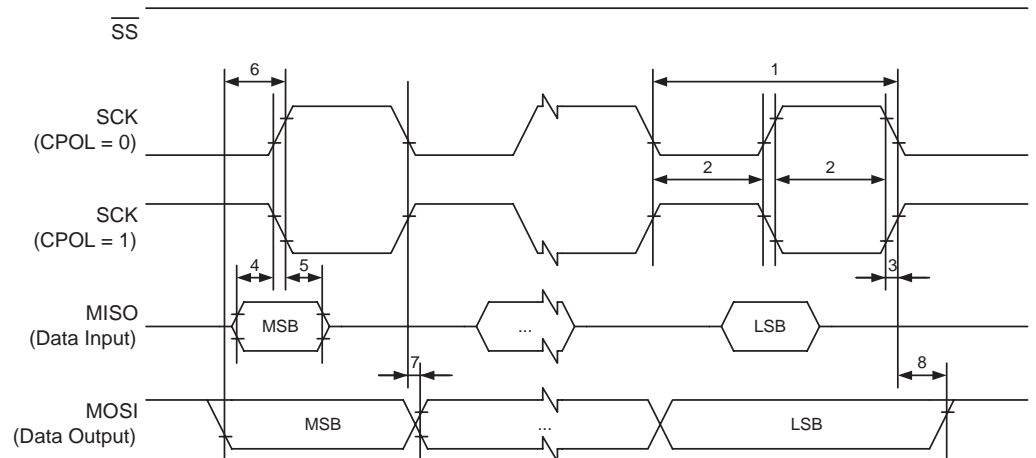 SS
6
1
SCK
(CPOL = 0)
2
2
SCK
(CPOL = 1)
4
5
3
MISO
(Data Input)
MSB
...
LSB
7
8
MOSI
(Data Output)
MSB
...
LSB